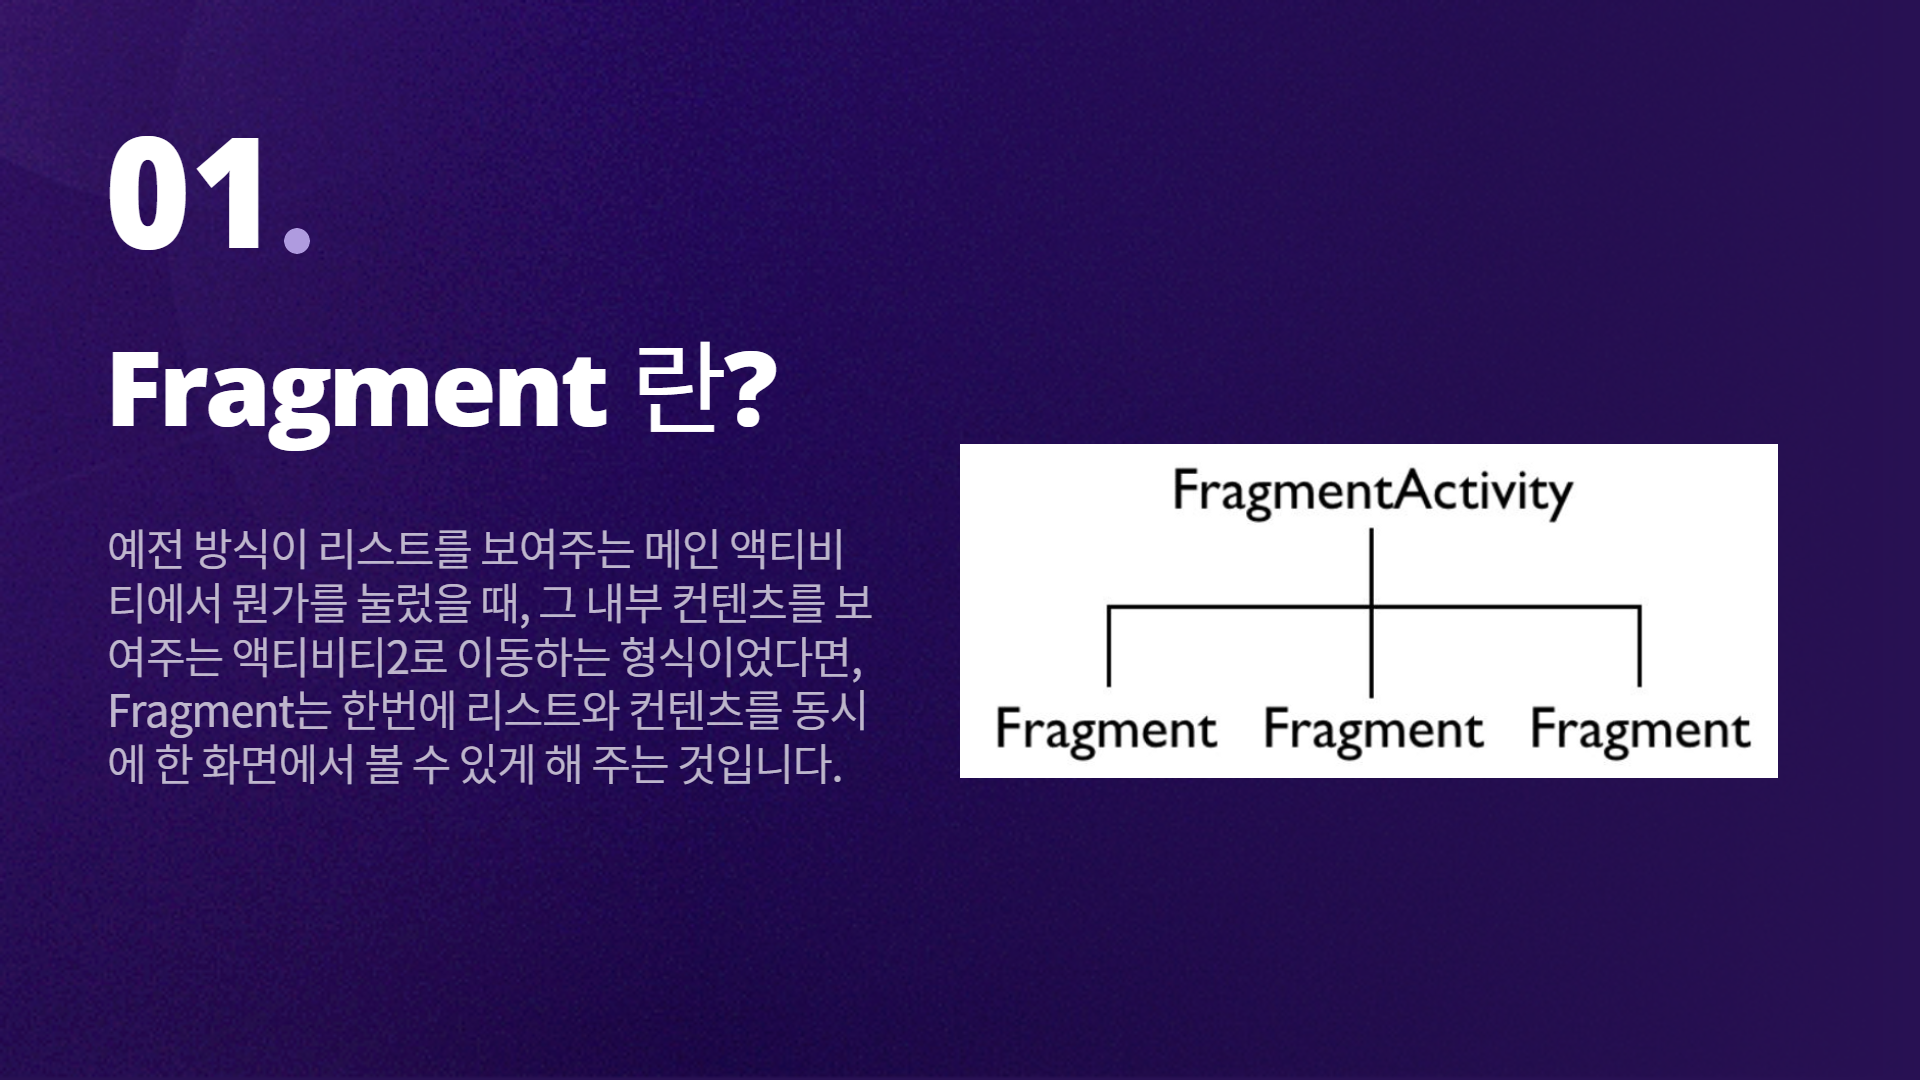 01.
Fragment 란?
예전 방식이 리스트를 보여주는 메인 액티비
티에서 뭔가를 눌렀을 때, 그 내부 컨텐츠를 보
여주는 액티비티2로 이동하는 형식이었다면,
Fragment는 한번에 리스트와 컨텐츠를 동시
에 한 화면에서 볼 수 있게 해 주는 것입니다.
FragmentActivity
Fragment Fragment Fragment